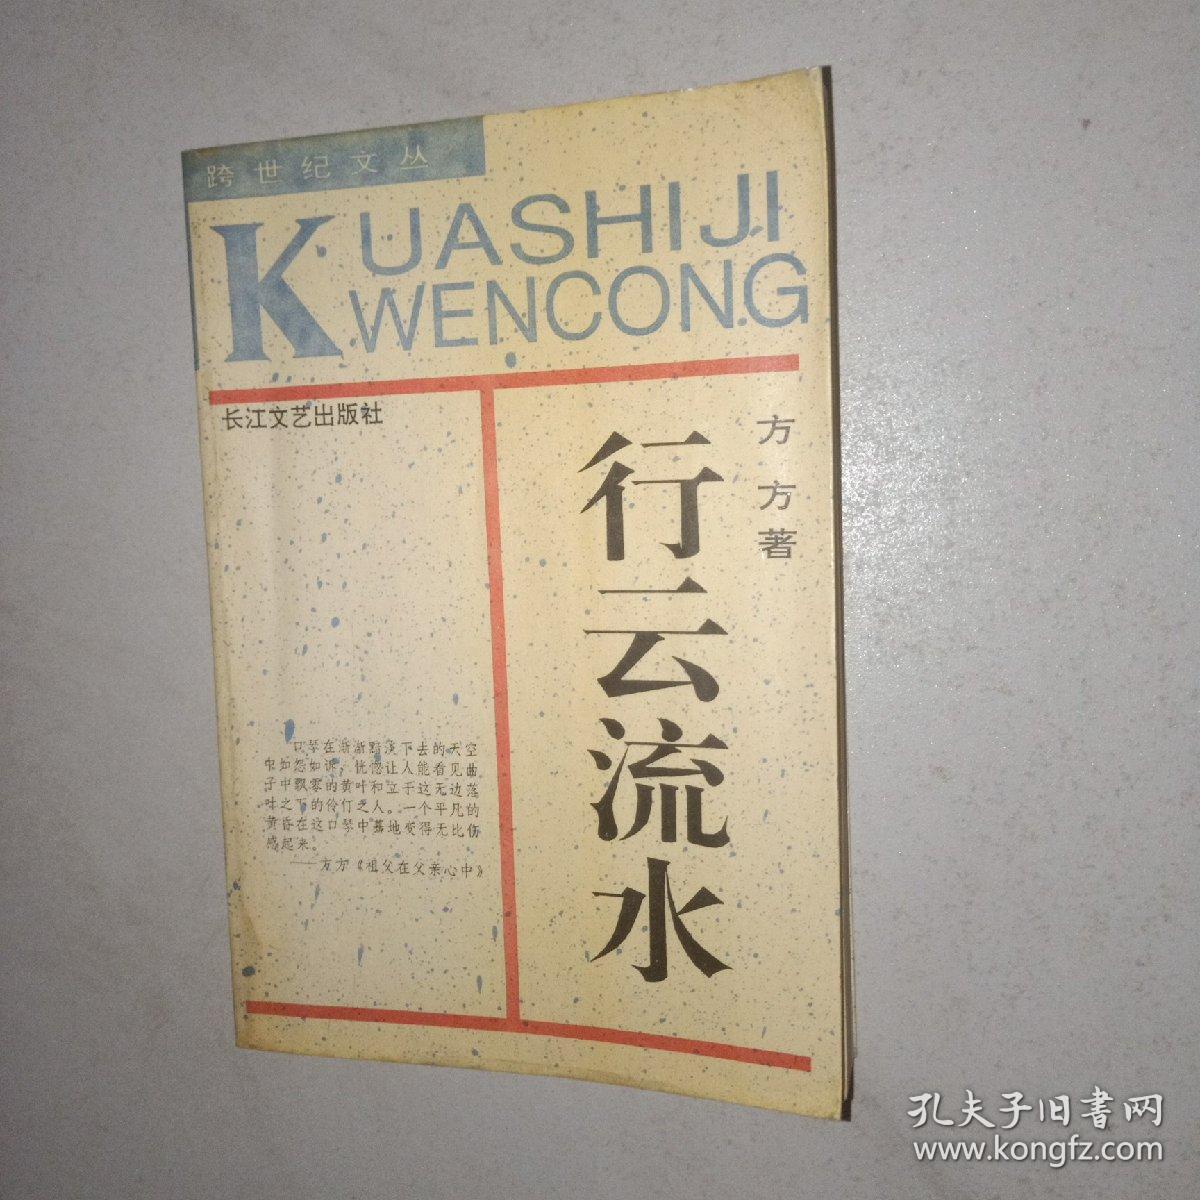 跨世纪文丛
KUASHIJI
WENCONG
长江文艺出版社
方方著
行云流水
口琴在渐渐黯淡下去的天空
中如怨如诉，恍惚让人能看见曲
子中飘零的黄叶和立于这无边落
叶之下的伶仃之人。一个平凡的
黄昏在这口琴中蓦地变得无比伤
感起来。
——方方《祖父在父亲心中》
孔夫子旧書网
www.kongfz.com